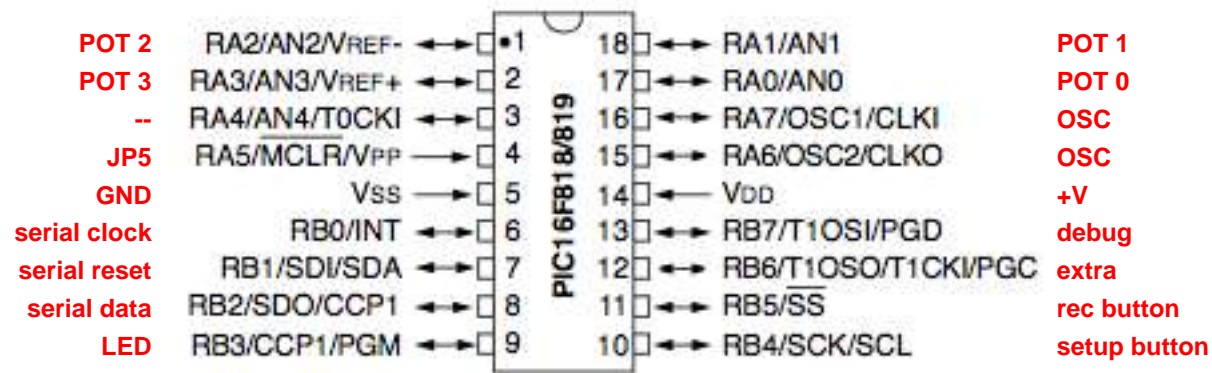 POT 2 RA2/AN2/VREF- 1 18 RA1/AN1 POT 1
POT 3 RA3/AN3/VREF+ 2 17 RA0/AN0 POT 0
-- RA4/AN4/T0CKI 3 16 RA7/OSC1/CLKI OSC
JP5 RA5/MCLR/VPP 4 15 RA6/OSC2/CLKO OSC
GND VSS 5 14 VDD +V
serial clock RB0/INT 6 13 RB7/T1OSI/PGD debug
serial reset RB1/SDI/SDA 7 12 RB6/T1OSO/T1CKI/PGC extra
serial data RB2/SDO/CCP1 8 11 RB5/SS rec button
LED RB3/CCP1/PGM 9 10 RB4/SCK/SCL setup button
PIC16F818/819